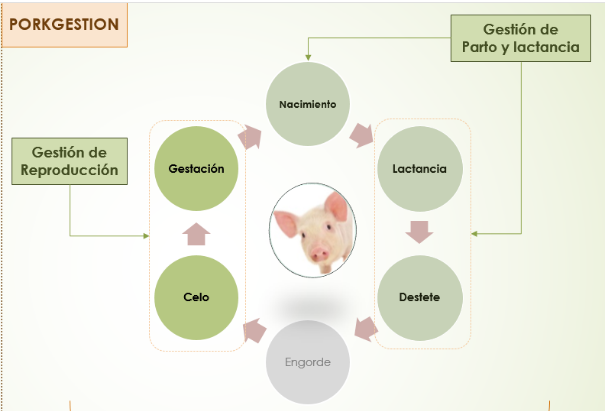 PORKGESTION
Gestión de
Parto y lactancia
Nacimiento
Gestión de
Reproducción
Gestación
Lactancia
Celo
Destete
Engorde